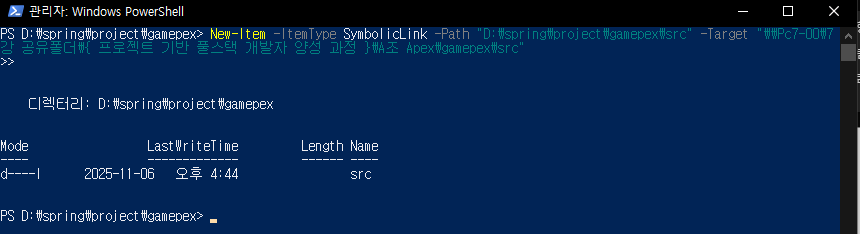 관리자: Windows PowerShell
PS D:₩spring₩project₩gamepex> New-Item -ItemType SymbolicLink -Path "D:₩spring₩project₩gamepex₩src" -Target "₩₩Pc7-00₩7
강 공유폴더₩{ 프로젝트 기반 풀스택 개발자 양성 과정 }₩A조 Apex₩gamepex₩src"
>>
디렉터리: D:₩spring₩project₩gamepex
Mode LastWriteTime Length Name
---- ------------- ------ ----
d----l 2025-11-06 오후 4:44 src
PS D:₩spring₩project₩gamepex>